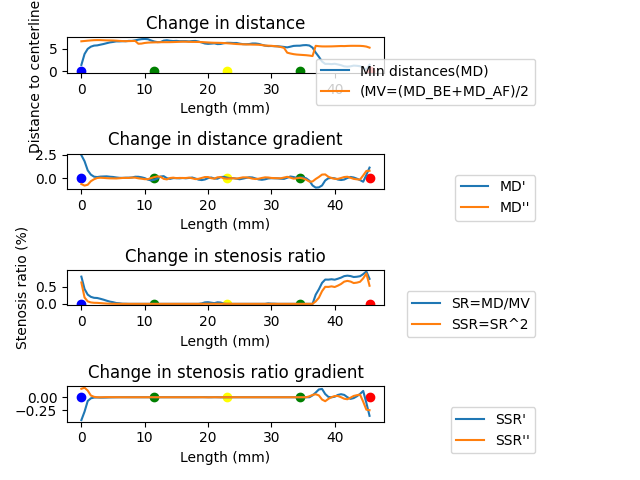 Change in distance
Distance to centerline
5
0
0
10
20
30
40
Length (mm)
Min distances(MD)
(MV=(MD_BE+MD_AF)/2
Change in distance gradient
2.5
0.0
0
10
20
30
40
Length (mm)
MD'
MD''
Change in stenosis ratio
Stenosis ratio (%)
0.5
0.0
0
10
20
30
40
Length (mm)
SR=MD/MV
SSR=SR^2
Change in stenosis ratio gradient
0.00
−0.25
0
10
20
30
40
Length (mm)
SSR'
SSR''